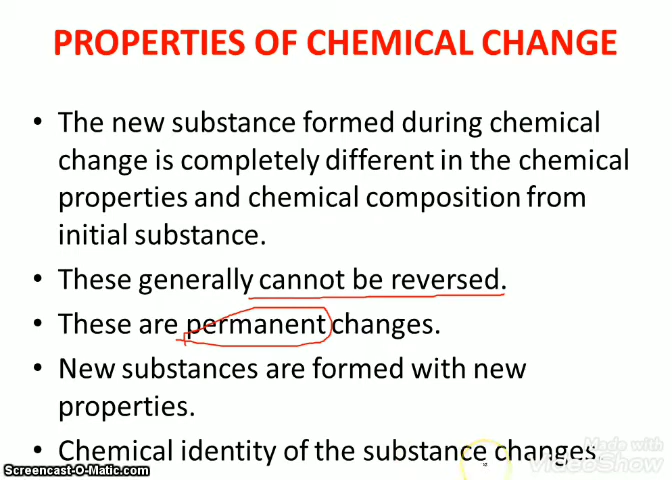 PROPERTIES OF CHEMICAL CHANGE
• The new substance formed during chemical
change is completely different in the chemical
properties and chemical composition from
initial substance.
• These generally cannot be reversed.
• These are permanent changes.
• New substances are formed with new
properties.
• Chemical identity of the substance changes.
Made with
VideoShow
Screencast-O-Matic.com